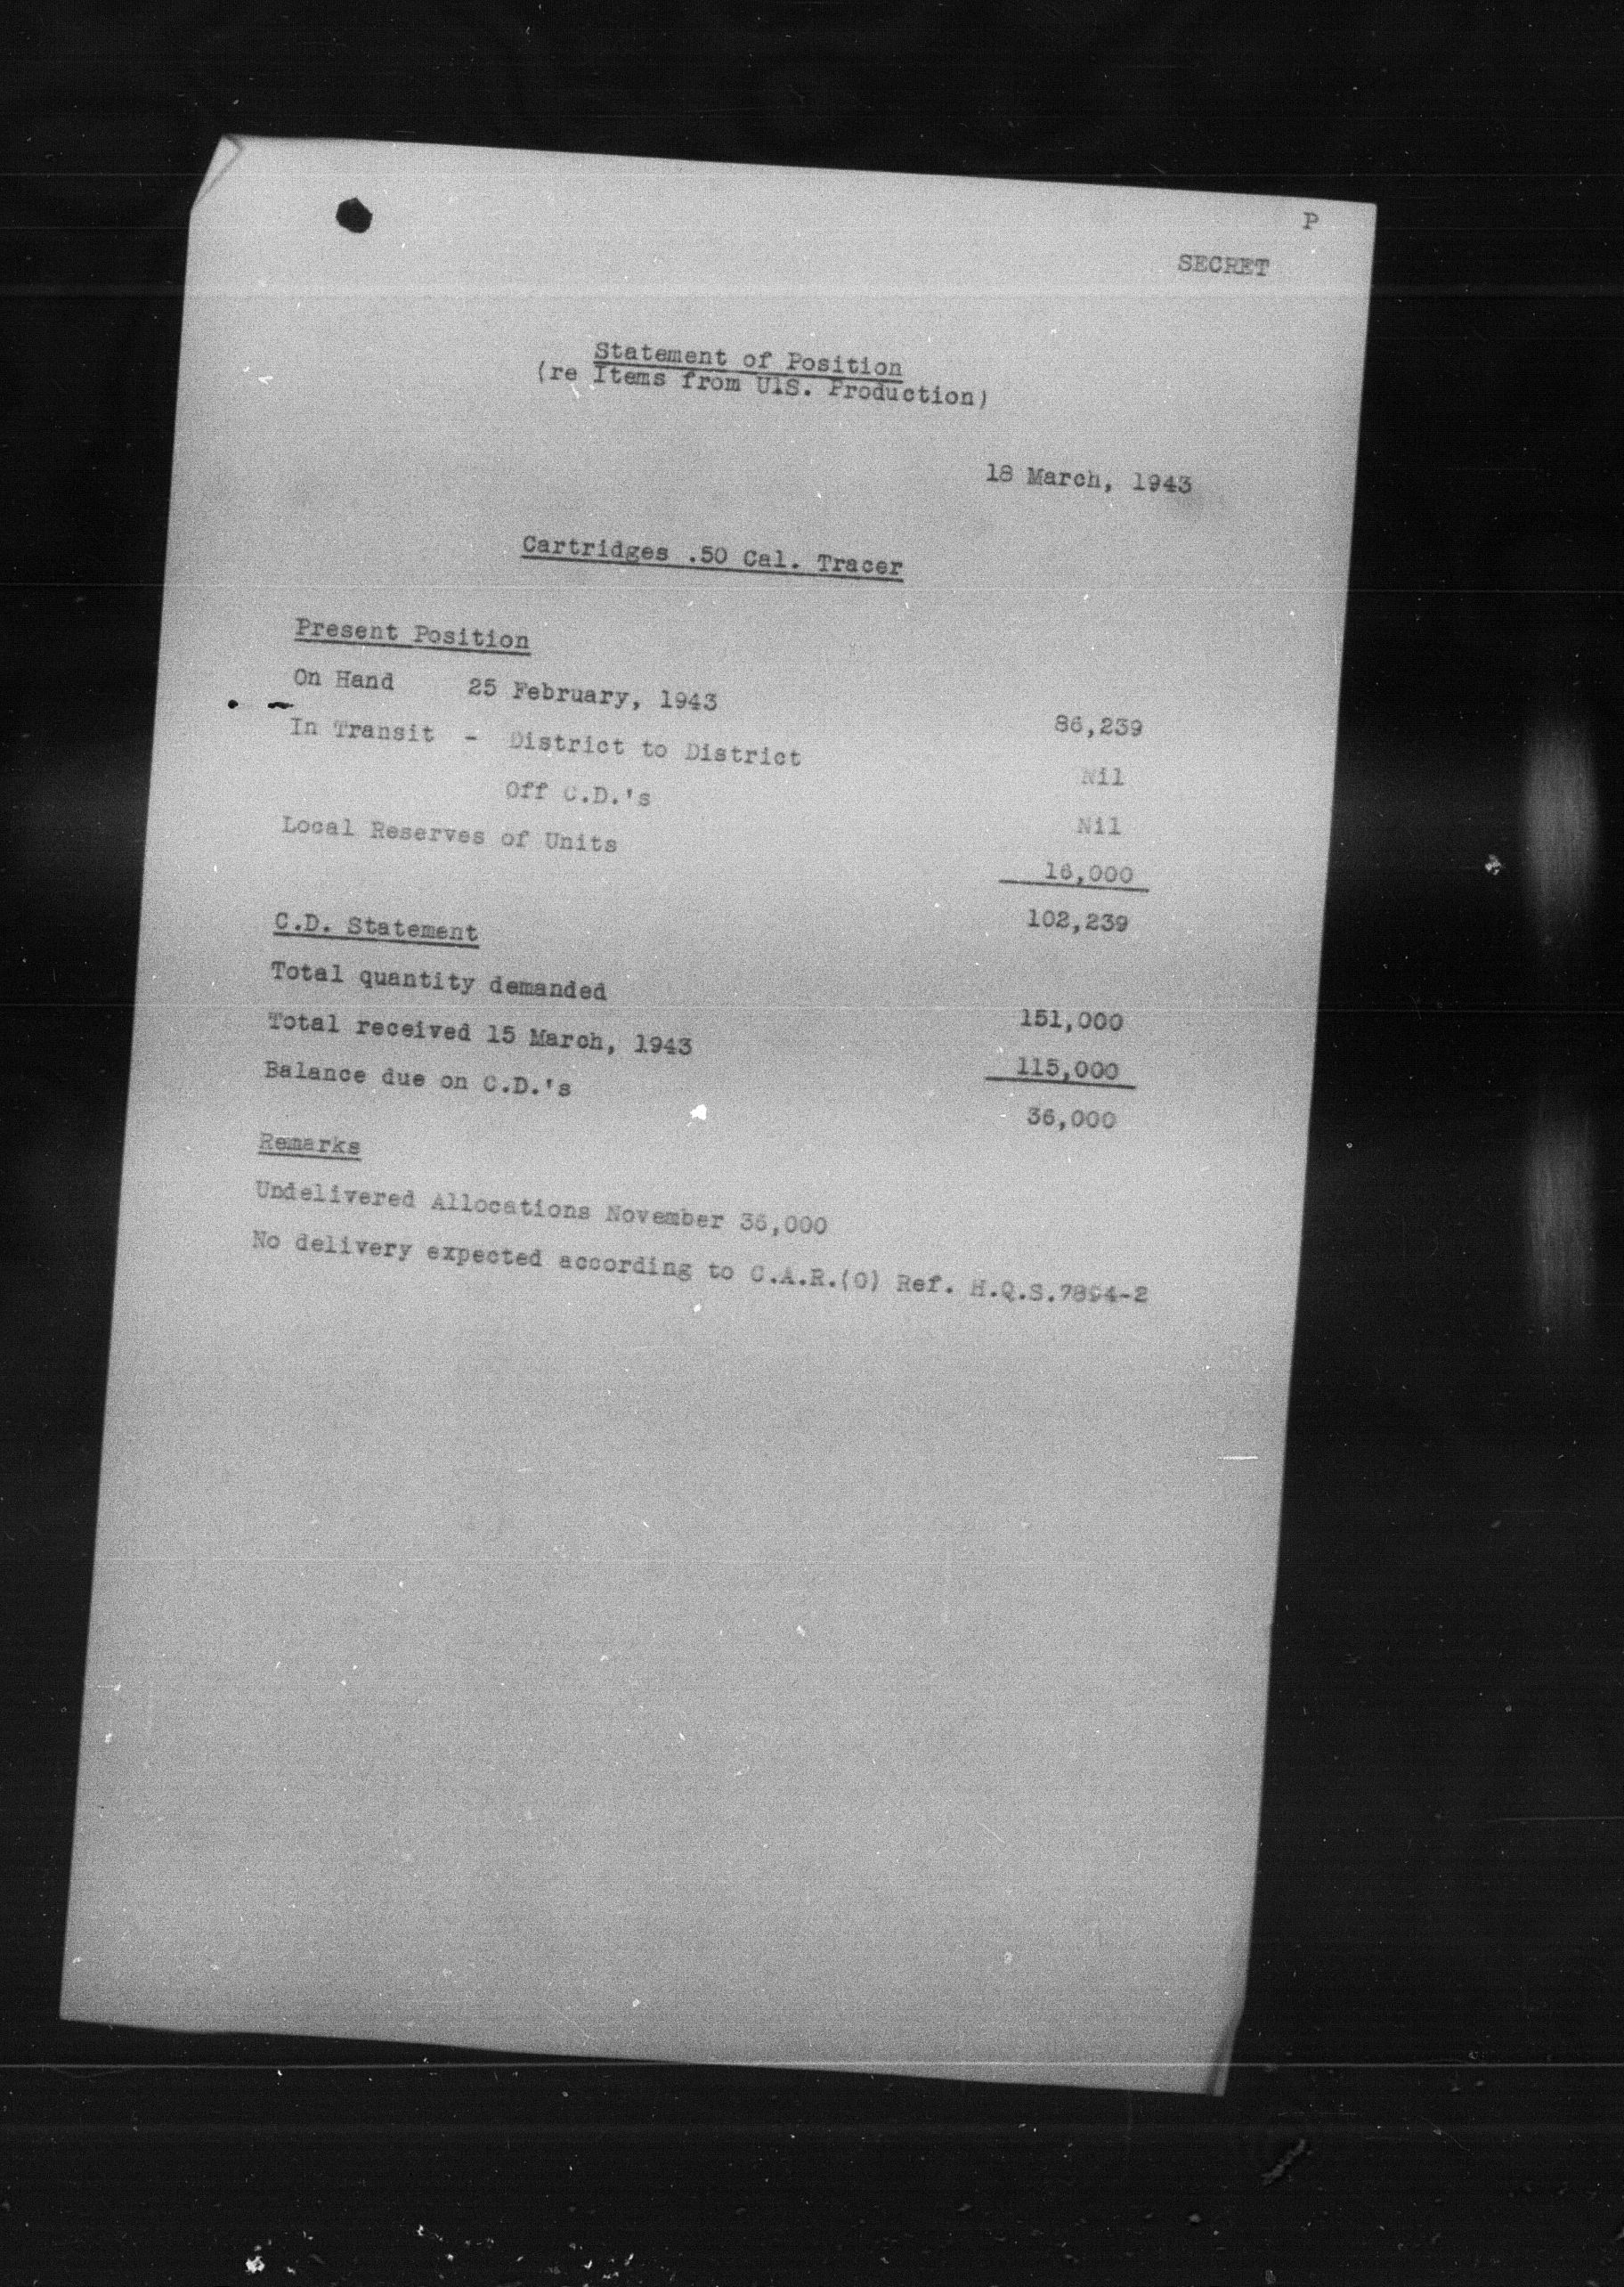 P
SECRET
Statement of Position
(re Items from U1S. Production)
18 March, 1943
Cartridges .50 Cal. Tracer
Present Position
On Hand 25 February, 1943 86,239
In Transit - District to District Nil
Off C.D.'s Nil
Local Reserves of Units 16,000
102,239
C.D. Statement
Total quantity demanded 151,000
Total received 15 March, 1943 115,000
Balance due on C.D.'s 36,000
Remarks
Undelivered Allocations November 36,000
No delivery expected according to C.A.R.(O) Ref. H.Q.S.7894-2